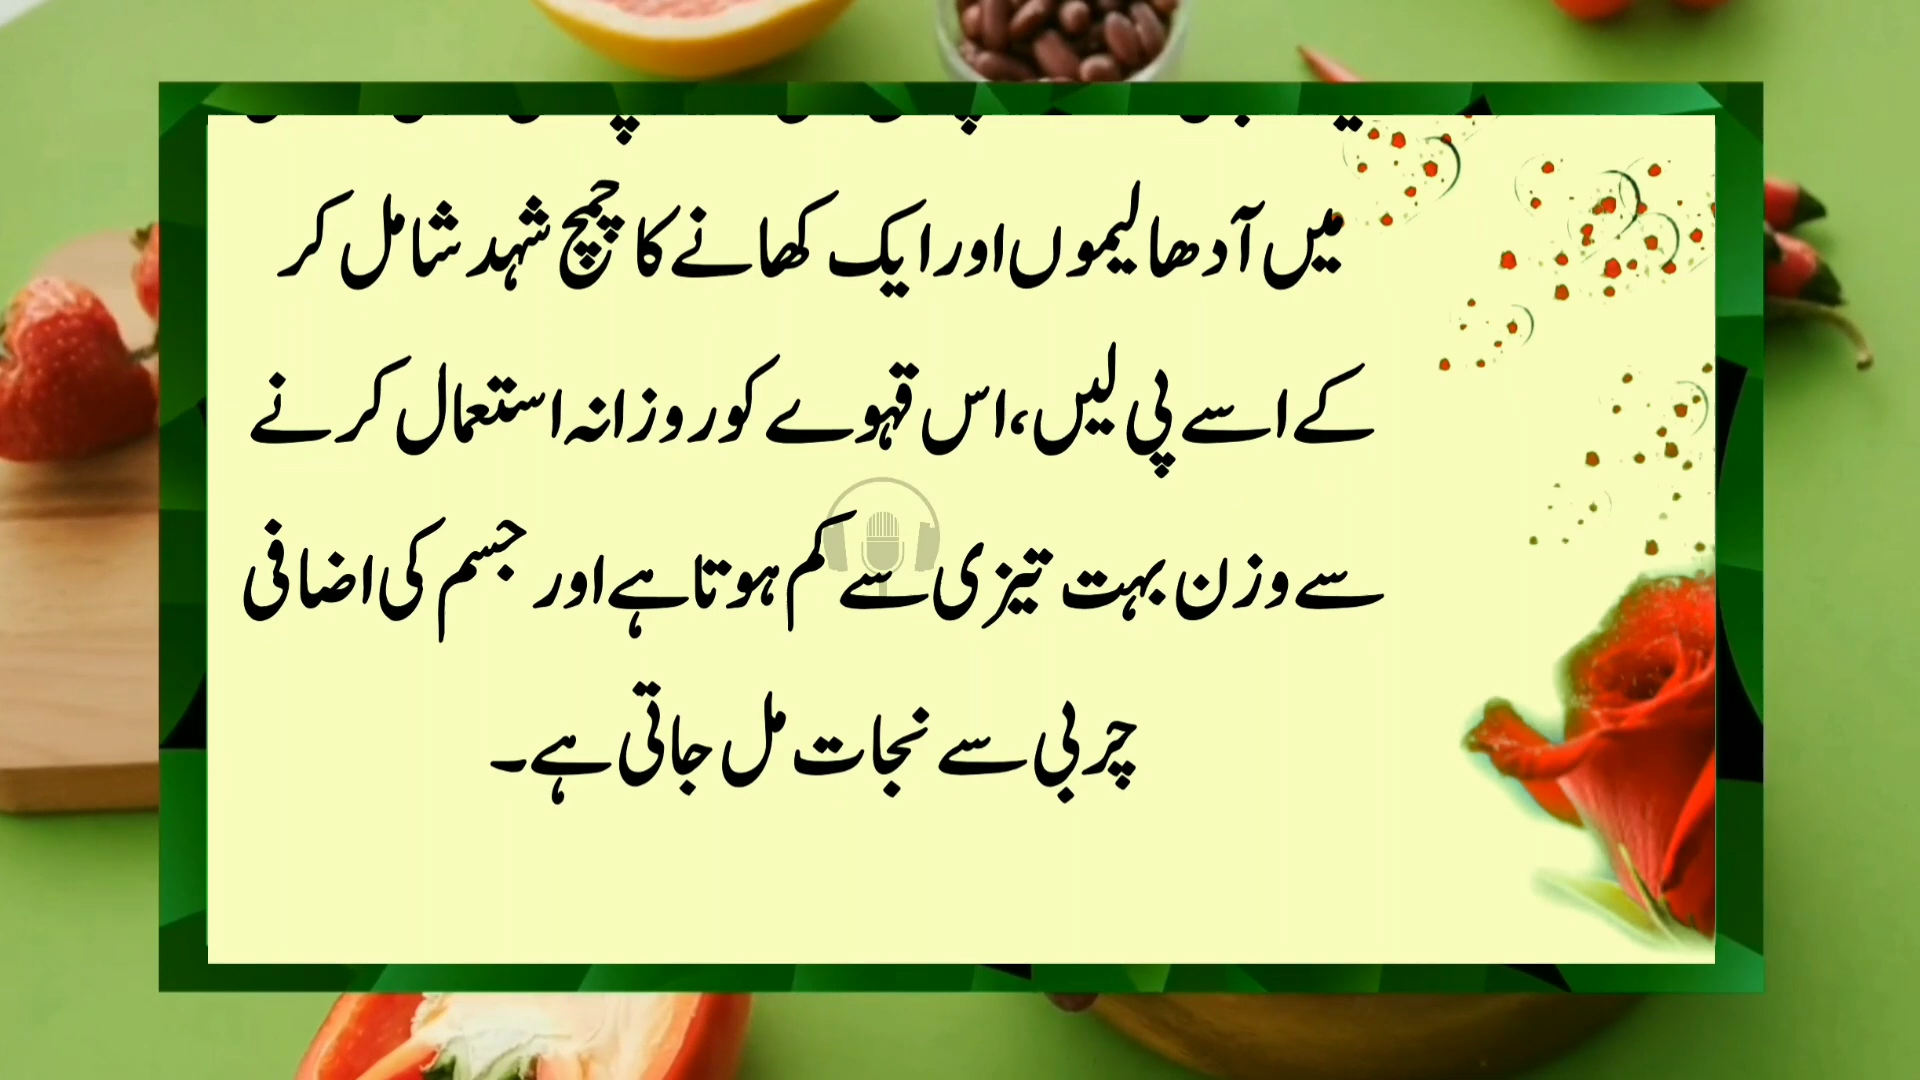 میں آدھا لیموں اور ایک کھانے کا چمچ شہد شامل کر
کے اسے پی لیں، اس قہوے کو روزانہ استعمال کرنے
سے وزن بہت تیزی سے کم ہوتا ہے اور جسم کی اضافی
چربی سے نجات مل جاتی ہے۔